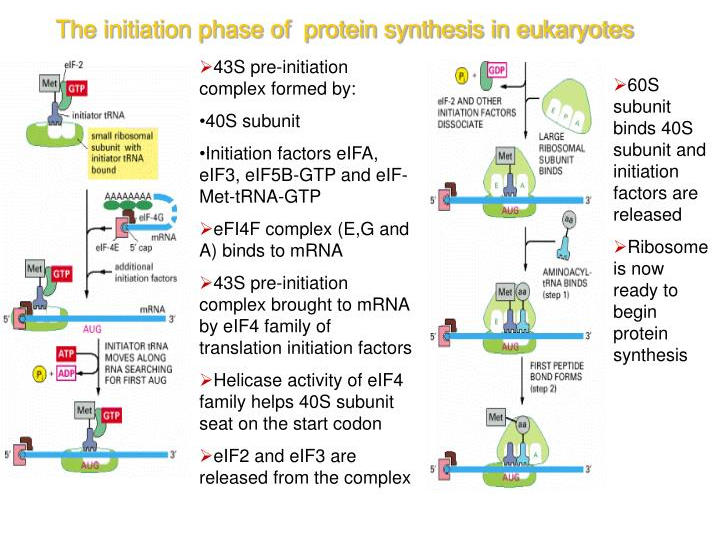 The initiation phase of protein synthesis in eukaryotes
eIF-2
Met
GTP
initiator tRNA
small ribosomal
subunit with
initiator tRNA
bound
AAAAAAAA
eIF-4G
mRNA
eIF-4E
5' cap
additional
initiation factors
Met
GTP
mRNA
5'
3'
AUG
ATP
Pi + ADP
INITIATOR tRNA
MOVES ALONG
RNA SEARCHING
FOR FIRST AUG
Met
GTP
5'
3'
AUG
➢43S pre-initiation
complex formed by:
•40S subunit
•Initiation factors eIFA,
eIF3, eIF5B-GTP and eIF-
Met-tRNA-GTP
➢eFI4F complex (E,G and
A) binds to mRNA
➢43S pre-initiation
complex brought to mRNA
by eIF4 family of
translation initiation factors
➢Helicase activity of eIF4
family helps 40S subunit
seat on the start codon
➢eIF2 and eIF3 are
released from the complex
Pi + GDP
eIF-2 AND OTHER
INITIATION FACTORS
DISSOCIATE
E P A
LARGE
RIBOSOMAL
SUBUNIT
BINDS
Met
E
A
5'
3'
AUG
aa
AMINOACYL-
tRNA BINDS
(step 1)
Met
aa
E
5'
3'
AUG
FIRST PEPTIDE
BOND FORMS
(step 2)
Met
aa
A
5'
3'
AUG
➢60S
subunit
binds 40S
subunit and
initiation
factors are
released
➢Ribosome
is now
ready to
begin
protein
synthesis